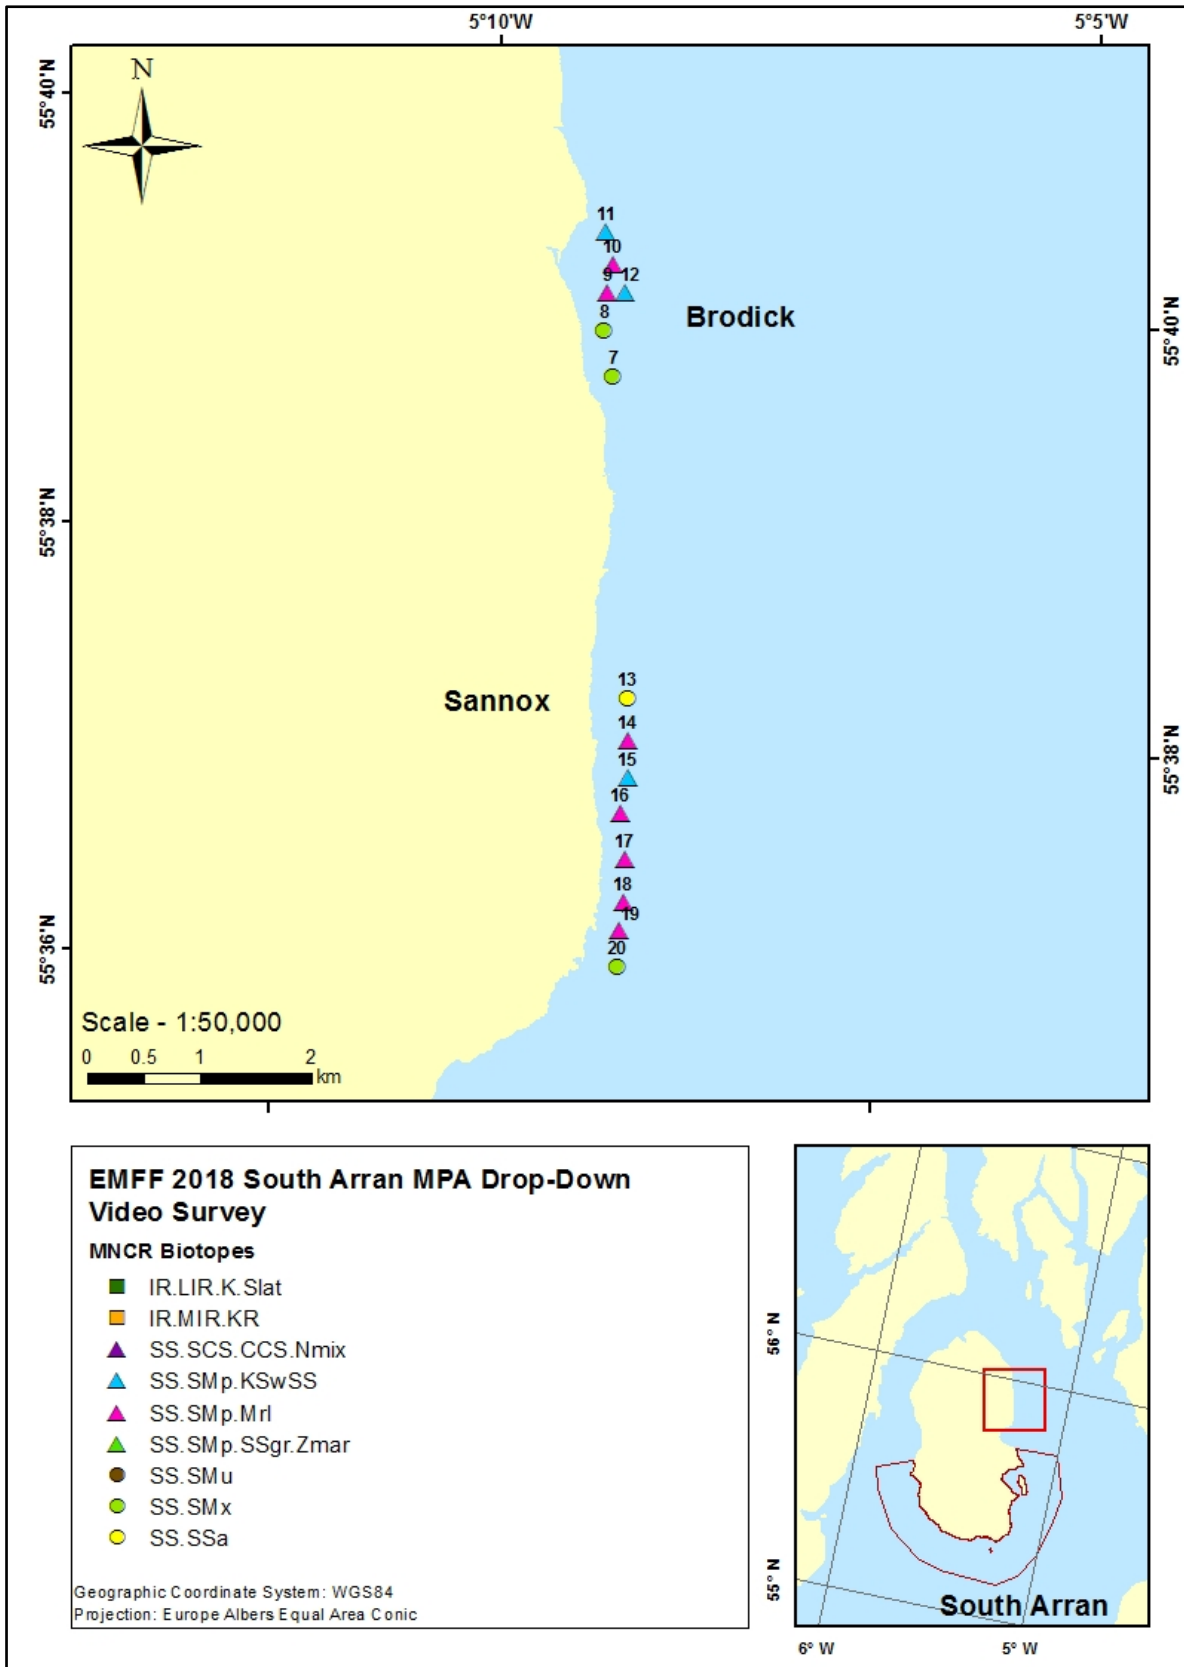 5°10'W 5°5'W
55°40'N
N
11
10
9 12
8
Brodick
55°40'N
7
55°38'N
13
Sannox
14
55°38'N
15
16
17
18
19
20
55°36'N
Scale - 1:50,000
0 0.5 1 2
km
EMFF 2018 South Arran MPA Drop-Down
Video Survey
MNCR Biotopes
IR.LIR.K.Slat
IR.MIR.KR
SS.SCS.CCS.Nmix
SS.SMp.KSwSS
SS.SMp.Mrl
SS.SMp.SSgr.Zmar
SS.SMu
SS.SMx
SS.SSa
Geographic Coordinate System: WGS84
Projection: Europe Albers Equal Area Conic
56° N
55° N
South Arran
6° W 5° W